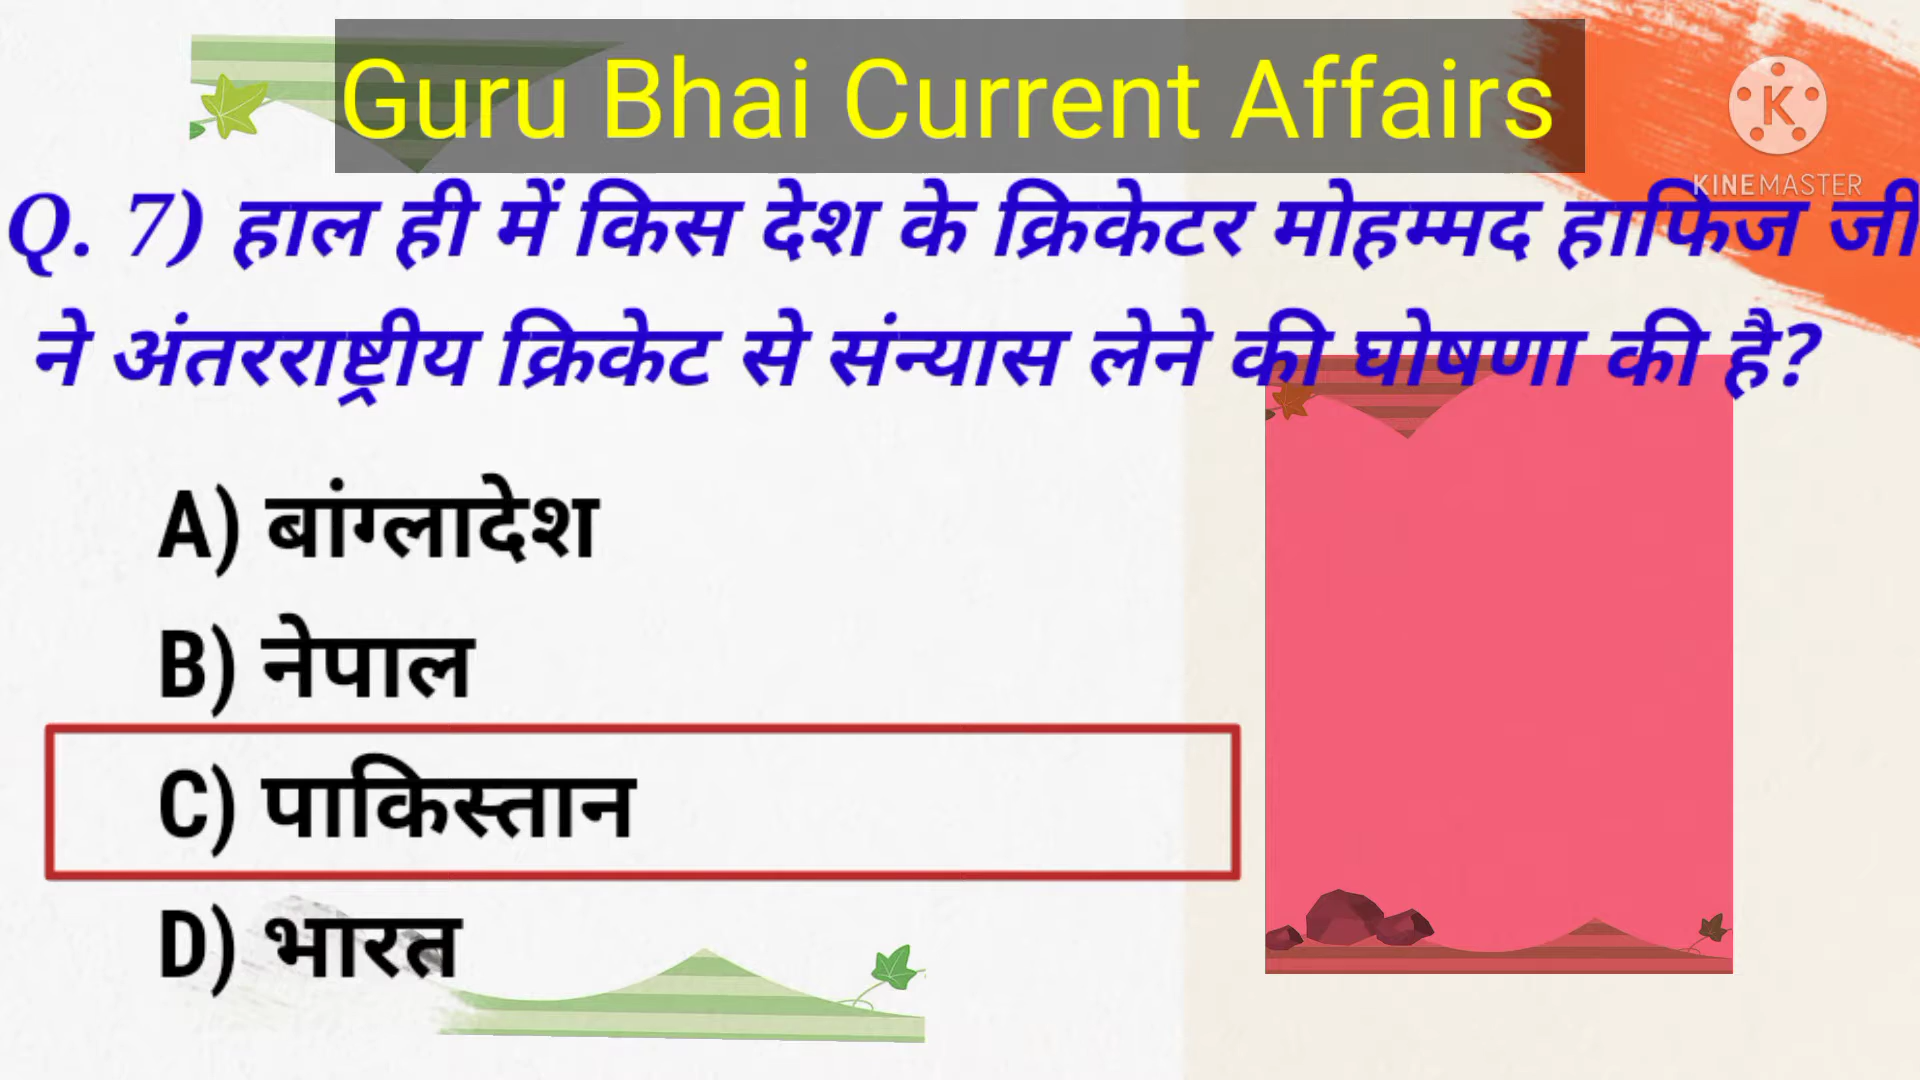 Guru Bhai Current Affairs
K
KINEMASTER
Q. 7) हाल ही में किस देश के क्रिकेटर मोहम्मद हाफिज जी
ने अंतरराष्ट्रीय क्रिकेट से संन्यास लेने की घोषणा की है?
A) बांग्लादेश
B) नेपाल
C) पाकिस्तान
D) भारत